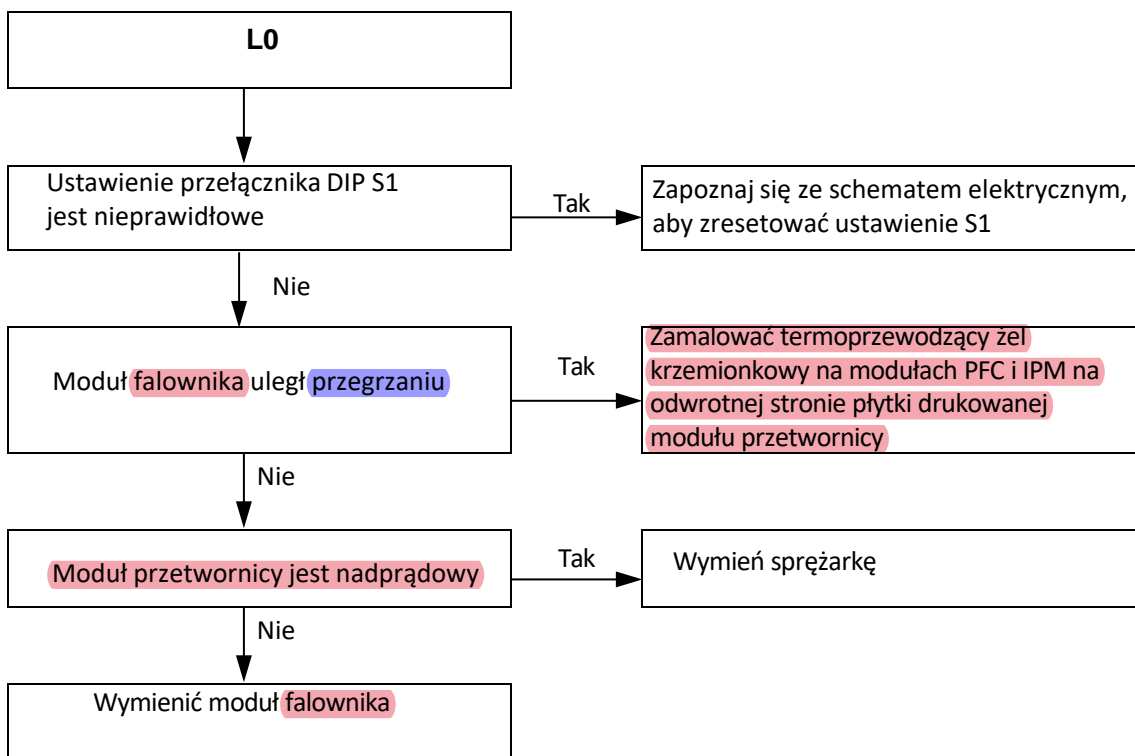 L0
Ustawienie przełącznika DIP S1
jest nieprawidłowe
Tak
Zapoznaj się ze schematem elektrycznym,
aby zresetować ustawienie S1
Nie
Moduł falownika uległ przegrzaniu
Tak
Zamalować termoprzewodzący żel
krzemionkowy na modułach PFC i IPM na
odwrotnej stronie płytki drukowanej
modułu przetwornicy
Nie
Moduł przetwornicy jest nadprądowy
Tak
Wymień sprężarkę
Nie
Wymienić moduł falownika